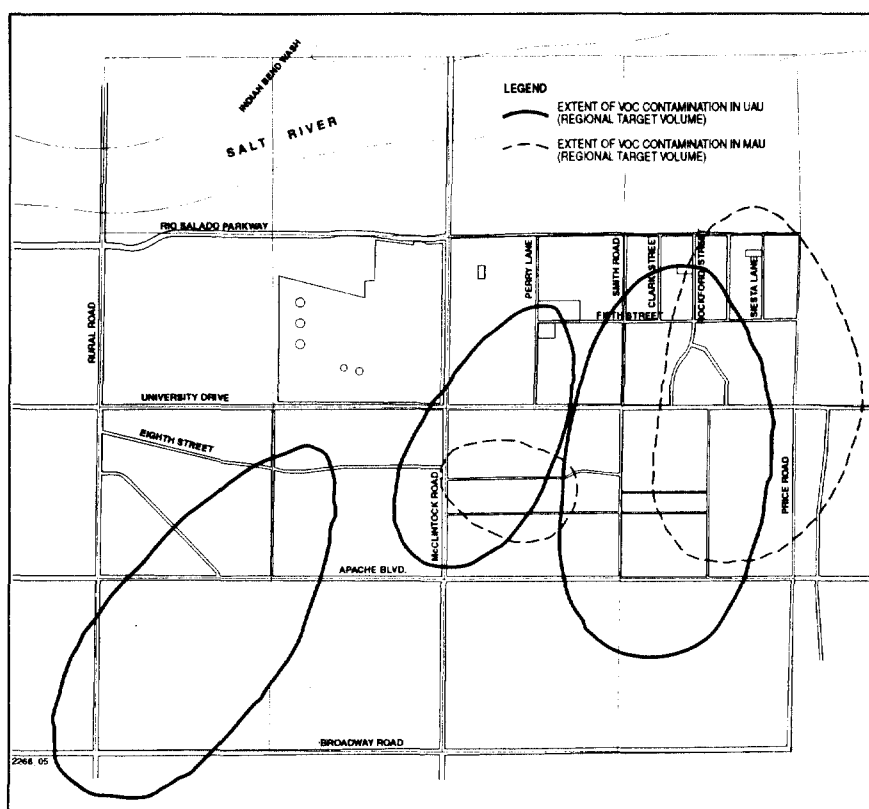 INDIAN BEND WASH
SALT RIVER
LEGEND
EXTENT OF VOC CONTAMINATION IN UAU
(REGIONAL TARGET VOLUME)
EXTENT OF VOC CONTAMINATION IN MAU
(REGIONAL TARGET VOLUME)
RIO SALADO PARKWAY
PERRY LANE
SMITH ROAD
CLARK STREE
ROCKFORD STREET
SIESTA LANE
FIFTH STREET
RURAL ROAD
UNIVERSITY DRIVE
EIGHTH STREET
McCLINTOCK ROAD
PRICE ROAD
APACHE BLVD.
BROADWAY ROAD
2268 05